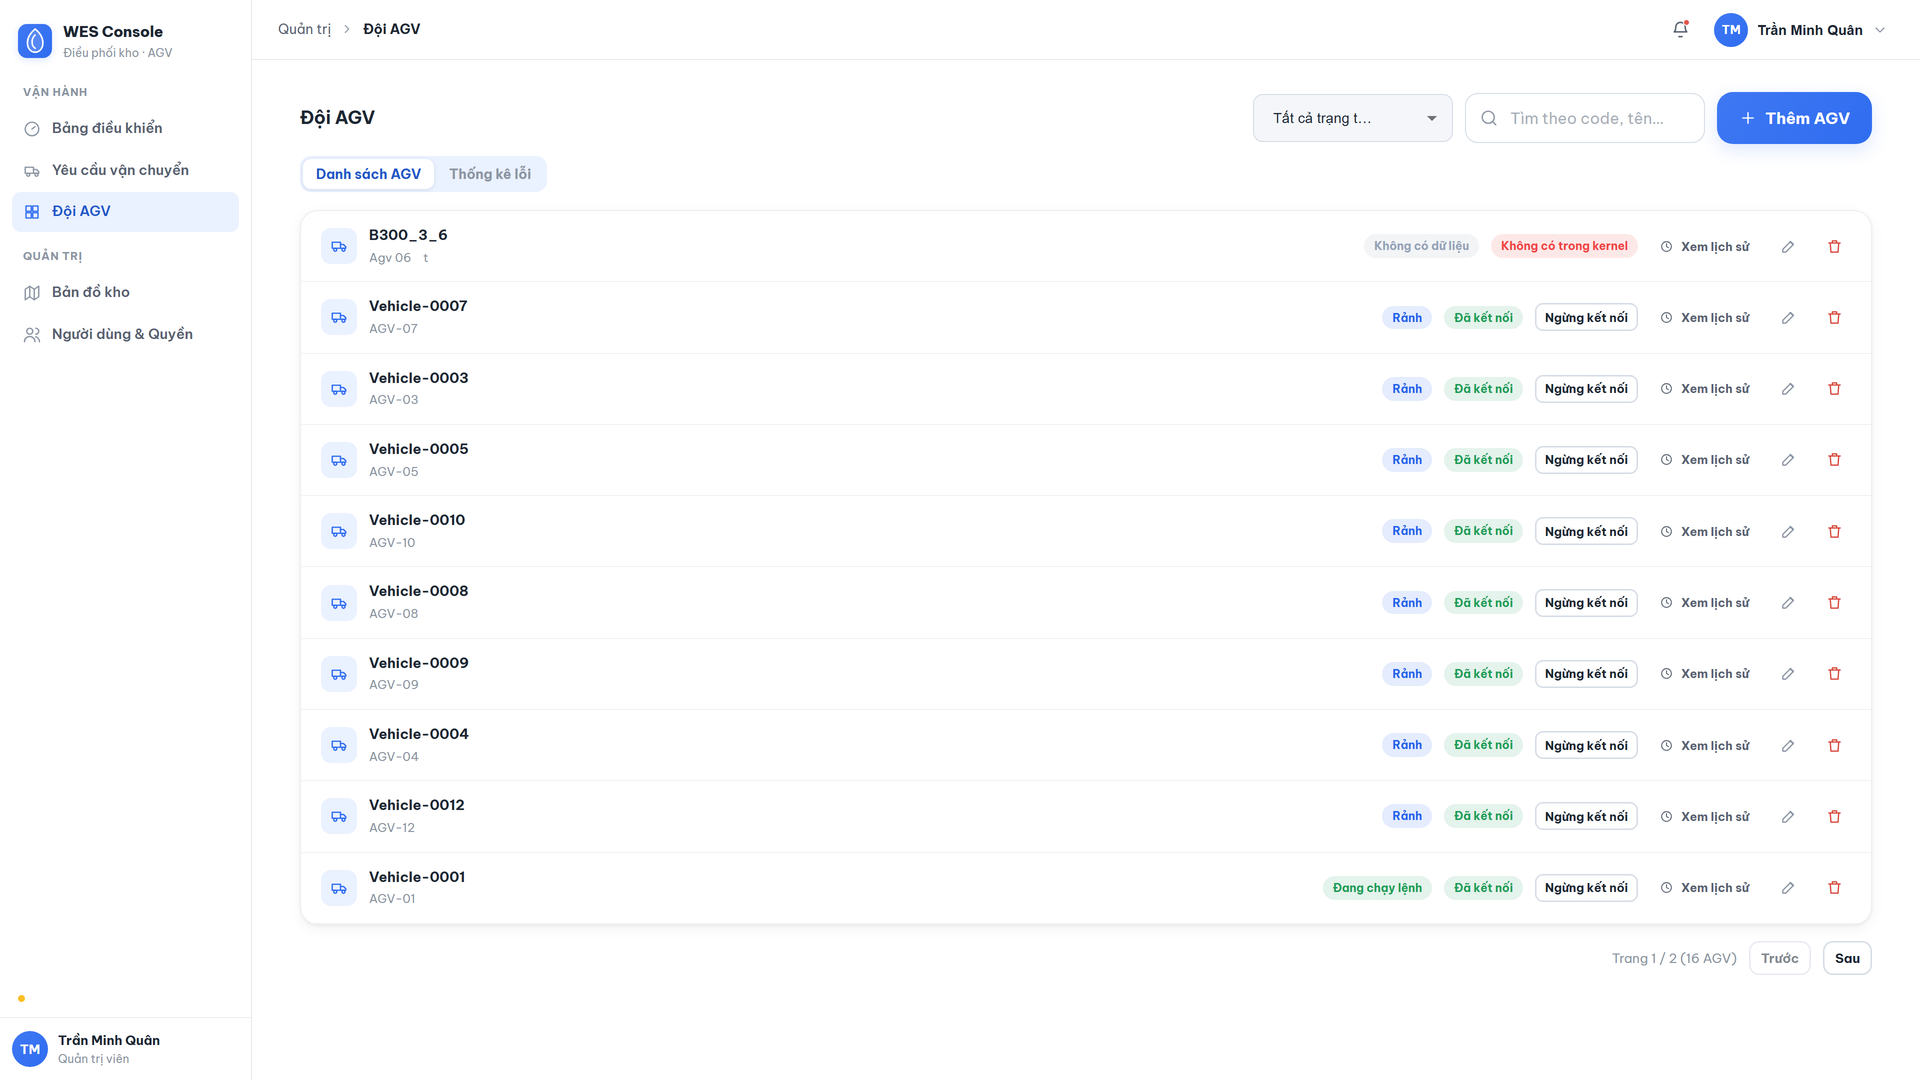 WES Console
Điều phối kho · AGV
VẬN HÀNH
Bảng điều khiển
Yêu cầu vận chuyển
Đội AGV
QUẢN TRỊ
Bản đồ kho
Người dùng & Quyền
TM Trần Minh Quân
Quản trị viên
Quản trị > Đội AGV
TM Trần Minh Quân
Đội AGV
Tất cả trạng t...
Tìm theo code, tên...
+ Thêm AGV
Danh sách AGV Thống kê lỗi
B300_3_6
Agv 06 t
Không có dữ liệu Không có trong kernel Xem lịch sử
Vehicle-0007
AGV-07
Rảnh Đã kết nối Ngừng kết nối Xem lịch sử
Vehicle-0003
AGV-03
Rảnh Đã kết nối Ngừng kết nối Xem lịch sử
Vehicle-0005
AGV-05
Rảnh Đã kết nối Ngừng kết nối Xem lịch sử
Vehicle-0010
AGV-10
Rảnh Đã kết nối Ngừng kết nối Xem lịch sử
Vehicle-0008
AGV-08
Rảnh Đã kết nối Ngừng kết nối Xem lịch sử
Vehicle-0009
AGV-09
Rảnh Đã kết nối Ngừng kết nối Xem lịch sử
Vehicle-0004
AGV-04
Rảnh Đã kết nối Ngừng kết nối Xem lịch sử
Vehicle-0012
AGV-12
Rảnh Đã kết nối Ngừng kết nối Xem lịch sử
Vehicle-0001
AGV-01
Đang chạy lệnh Đã kết nối Ngừng kết nối Xem lịch sử
Trang 1 / 2 (16 AGV) Trước Sau